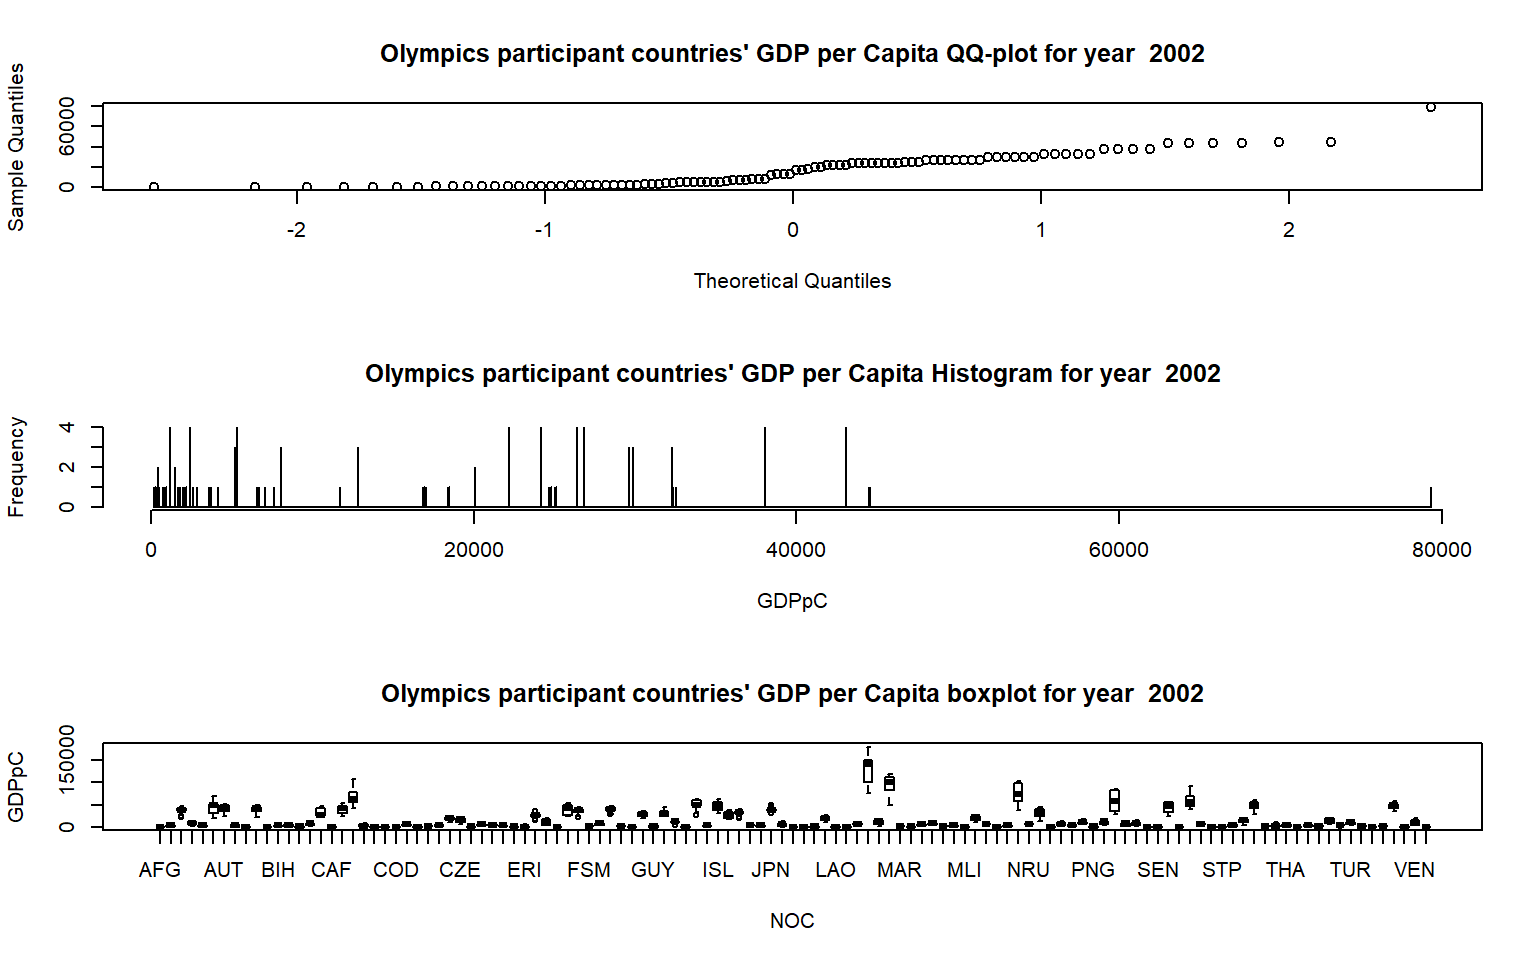 Olympics participant countries' GDP per Capita QQ-plot for year  2002
Sample Quantiles
60000
0
-2 -1 0 1 2
Theoretical Quantiles
Olympics participant countries' GDP per Capita Histogram for year  2002
Frequency
4
2
0
0 20000 40000 60000 80000
GDPpC
Olympics participant countries' GDP per Capita boxplot for year  2002
GDPpC
150000
0
AFG AUT BIH CAF COD CZE ERI FSM GUY ISL JPN LAO MAR MLI NRU PNG SEN STP THA TUR VEN
NOC